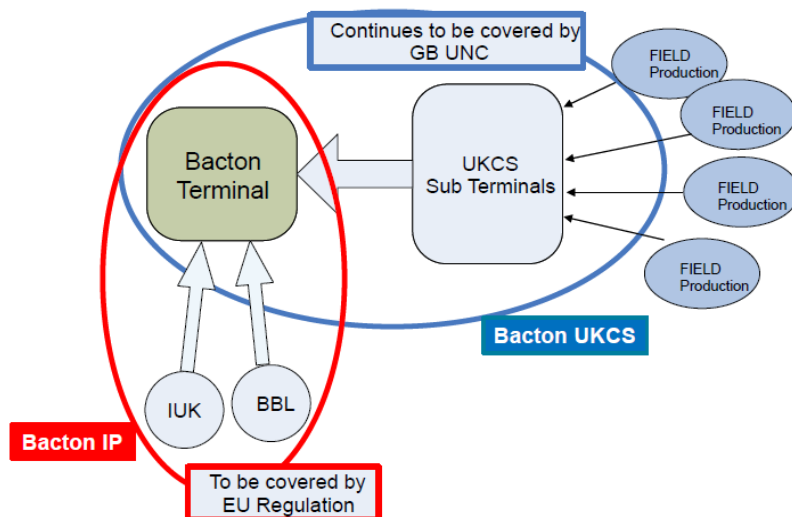 Continues to be covered by
GB UNC
FIELD
Production
FIELD
Production
Bacton
Terminal
UKCS
Sub Terminals
FIELD
Production
FIELD
Production
Bacton UKCS
IUK
BBL
Bacton IP
To be covered by
EU Regulation